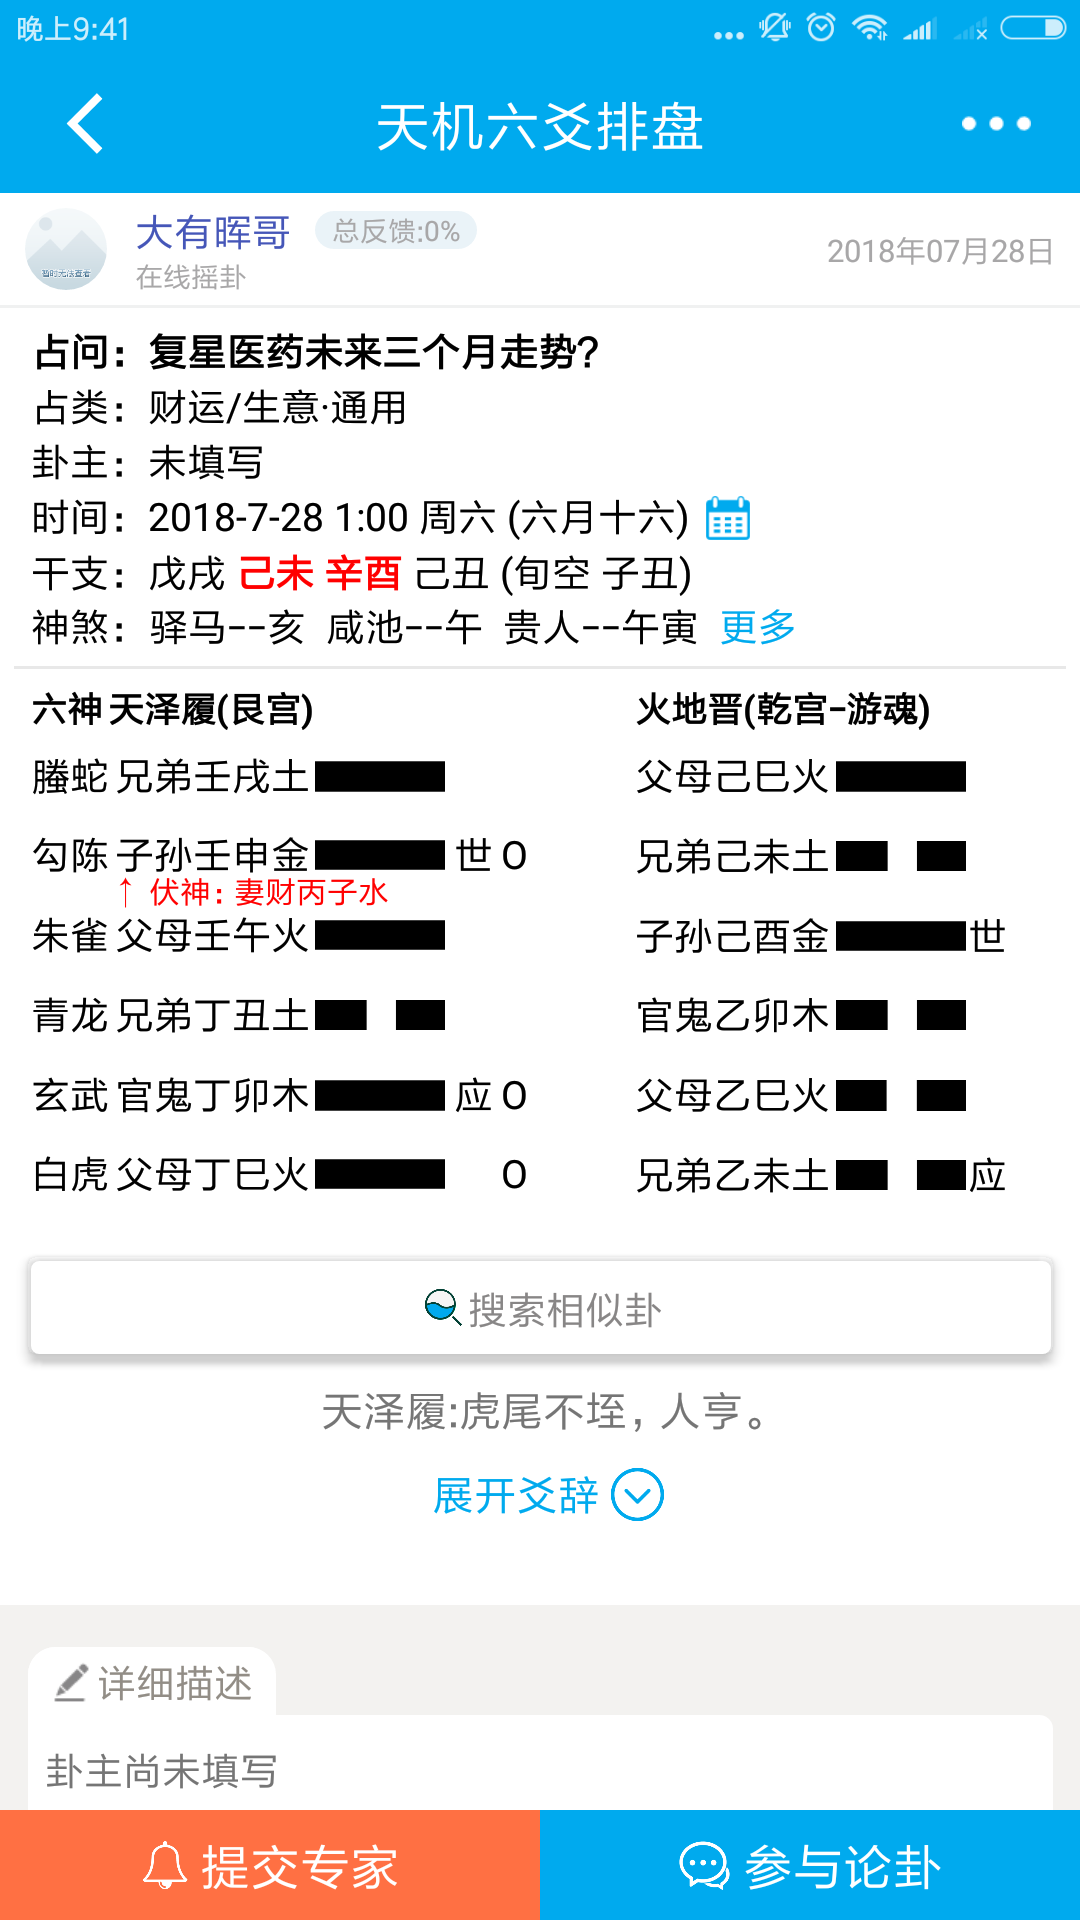 晚上9:41
天机六爻排盘
大有晖哥 总反馈:0%
在线摇卦
2018年07月28日
暂时无法查看
占问：复星医药未来三个月走势?
占类：财运/生意·通用
卦主：未填写
时间：2018-7-28 1:00 周六 (六月十六)
干支：戊戌 己未 辛酉 己丑 (旬空 子丑)
神煞：驿马--亥 咸池--午 贵人--午寅 更多
六神 天泽履(艮宫) 火地晋(乾宫-游魂)
螣蛇 兄弟壬戌土 父母己巳火
勾陈 子孙壬申金 世 O 兄弟己未土
↑ 伏神：妻财丙子水
朱雀 父母壬午火 子孙己酉金 世
青龙 兄弟丁丑土 官鬼乙卯木
玄武 官鬼丁卯木 应 O 父母乙巳火
白虎 父母丁巳火 O 兄弟乙未土 应
搜索相似卦
天泽履:虎尾不垤，人亨。
展开爻辞
详细描述
卦主尚未填写
提交专家 参与论卦